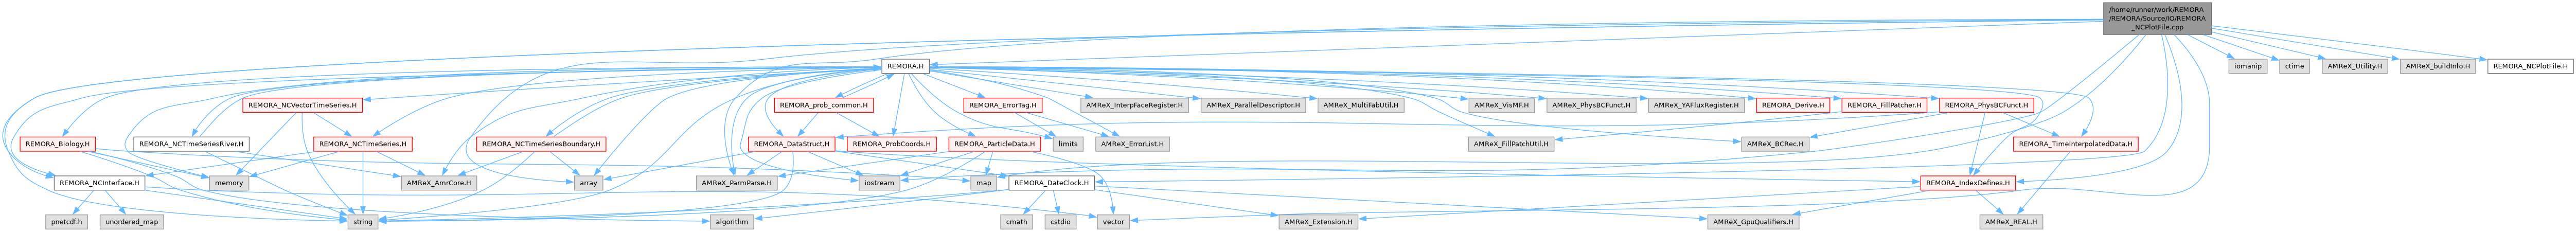 /home/runner/work/REMORA
/REMORA/Source/IO/REMORA
_NCPlotFile.cpp
REMORA.H
iomanip
ctime
AMReX_Utility.H
AMReX_buildInfo.H
REMORA_NCPlotFile.H
REMORA_NCVectorTimeSeries.H
REMORA_prob_common.H
REMORA_ErrorTag.H
AMReX_InterpFaceRegister.H
AMReX_ParallelDescriptor.H
AMReX_MultiFabUtil.H
AMReX_VisMF.H
AMReX_PhysBCFunct.H
AMReX_YAFluxRegister.H
REMORA_Derive.H
REMORA_FillPatcher.H
REMORA_PhysBCFunct.H
REMORA_Biology.H
REMORA_NCTimeSeriesRiver.H
REMORA_NCTimeSeries.H
REMORA_NCTimeSeriesBoundary.H
REMORA_DataStruct.H
REMORA_ProbCoords.H
REMORA_ParticleData.H
limits
AMReX_ErrorList.H
AMReX_FillPatchUtil.H
AMReX_BCRec.H
REMORA_TimeInterpolatedData.H
REMORA_NCInterface.H
memory
AMReX_AmrCore.H
array
AMReX_ParmParse.H
iostream
map
REMORA_DateClock.H
REMORA_IndexDefines.H
pnetcdf.h
unordered_map
string
algorithm
cmath
cstdio
vector
AMReX_Extension.H
AMReX_GpuQualifiers.H
AMReX_REAL.H